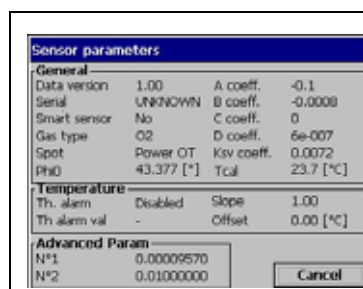 Sensor parameters
General
Data version 1.00 A coeff. -0.1
Serial UNKNOWN B coeff. -0.0008
Smart sensor No C coeff. 0
Gas type O2 D coeff. 6e-007
Spot Power OT Ksv coeff. 0.0072
Phi0 43.377 [°] Tcal 23.7 [°C]
Temperature
Th. alarm Disabled Slope 1.00
Th alarm val - Offset 0.00 [°C]
Advanced Param
N°1 0.00009570
N°2 0.01000000 Cancel